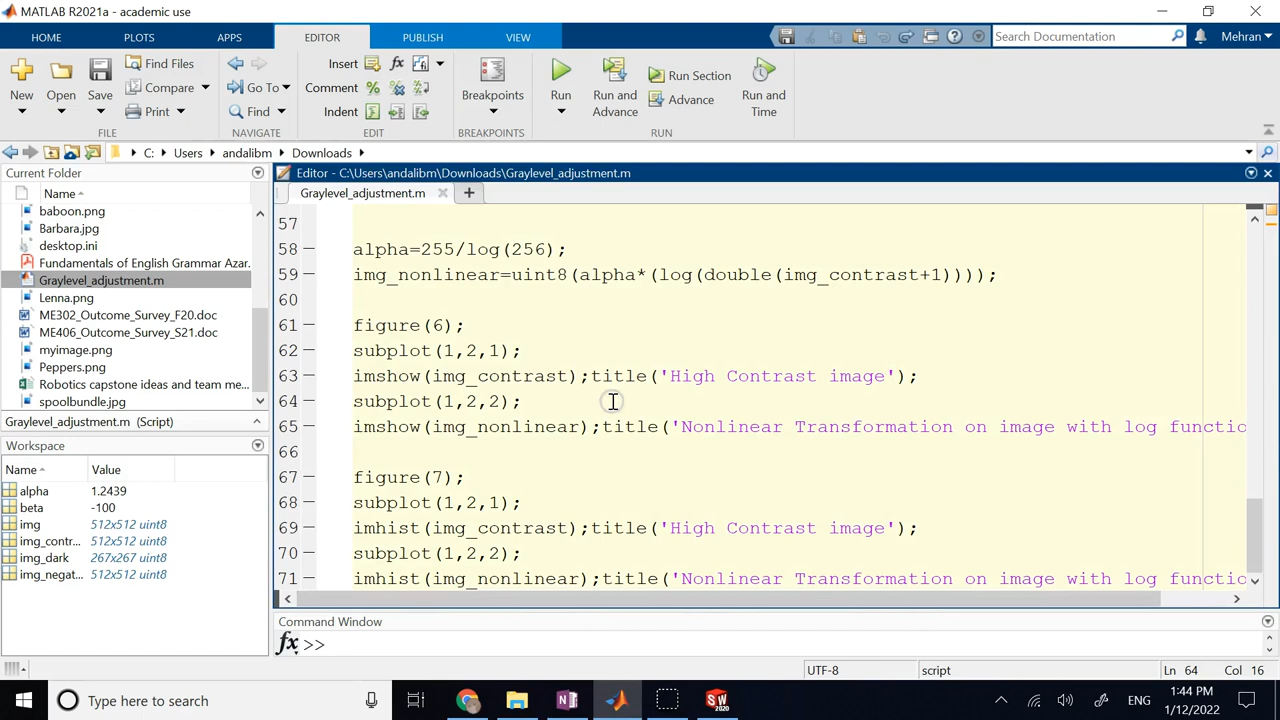 MATLAB R2021a - academic use
HOME PLOTS APPS EDITOR PUBLISH VIEW Search Documentation Mehran
New Open Save Find Files Compare Print
FILE
Go To Find
NAVIGATE
Insert fx
Comment %
Indent
EDIT
Breakpoints
BREAKPOINTS
Run Run and Advance Run Section Advance Run and Time
RUN
C: Users andalibm Downloads
Current Folder
Name
baboon.png
Barbara.jpg
desktop.ini
Fundamentals of English Grammar Azar.
Graylevel_adjustment.m
Lenna.png
ME302_Outcome_Survey_F20.doc
ME406_Outcome_Survey_S21.doc
myimage.png
Peppers.png
Robotics capstone ideas and team me...
spoolbundle.jpg
Graylevel_adjustment.m (Script)
Workspace
Name Value
alpha 1.2439
beta -100
img 512x512 uint8
img_contr... 512x512 uint8
img_dark 267x267 uint8
img_negat... 512x512 uint8
Editor - C:\Users\andalibm\Downloads\Graylevel_adjustment.m
Graylevel_adjustment.m
57 –
58 – alpha=255/log(256);
59 – img_nonlinear=uint8(alpha*(log(double(img_contrast+1))));
60 –
61 – figure(6);
62 – subplot(1,2,1);
63 – imshow(img_contrast);title('High Contrast image');
64 – subplot(1,2,2);
65 – imshow(img_nonlinear);title('Nonlinear Transformation on image with log functio
66 –
67 – figure(7);
68 – subplot(1,2,1);
69 – imhist(img_contrast);title('High Contrast image');
70 – subplot(1,2,2);
71 – imhist(img_nonlinear);title('Nonlinear Transformation on image with log functio
Command Window
fx >>
UTF-8 script Ln 64 Col 16
Type here to search
ENG
1:44 PM
1/12/2022